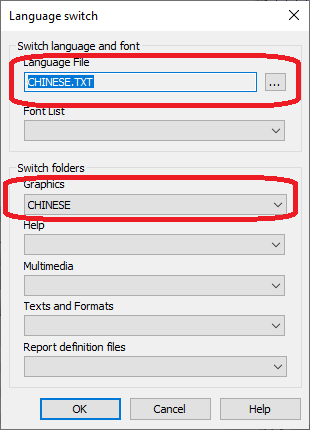 Language switch
Switch language and font
Language File
CHINESE.TXT
...
Font List
Switch folders
Graphics
CHINESE
Help
Multimedia
Texts and Formats
Report definition files
OK
Cancel
Help